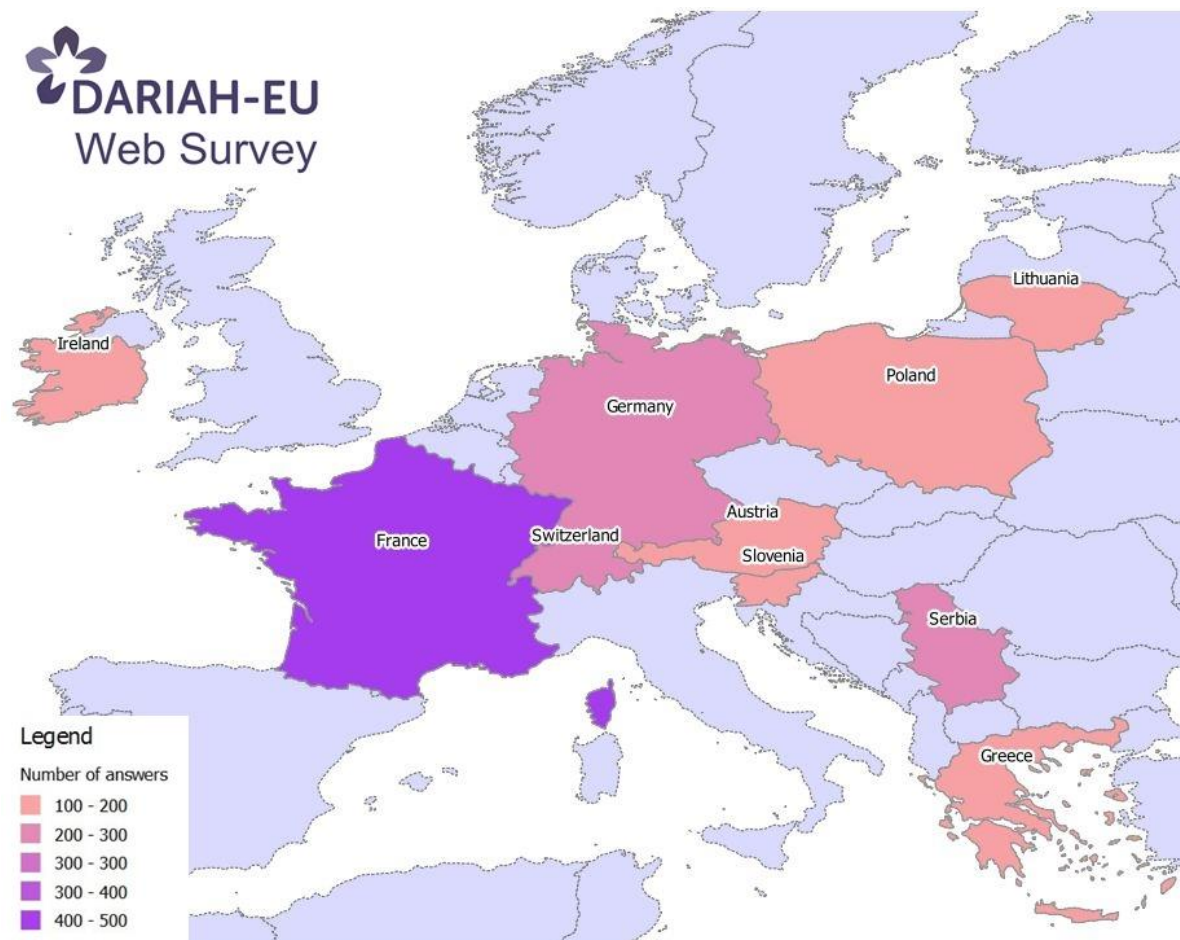 DARIAH-EU
Web Survey
Lithuania
Ireland
Poland
Germany
Austria
Switzerland
France
Slovenia
Serbia
Greece
Legend
Number of answers
100 - 200
200 - 300
300 - 300
300 - 400
400 - 500